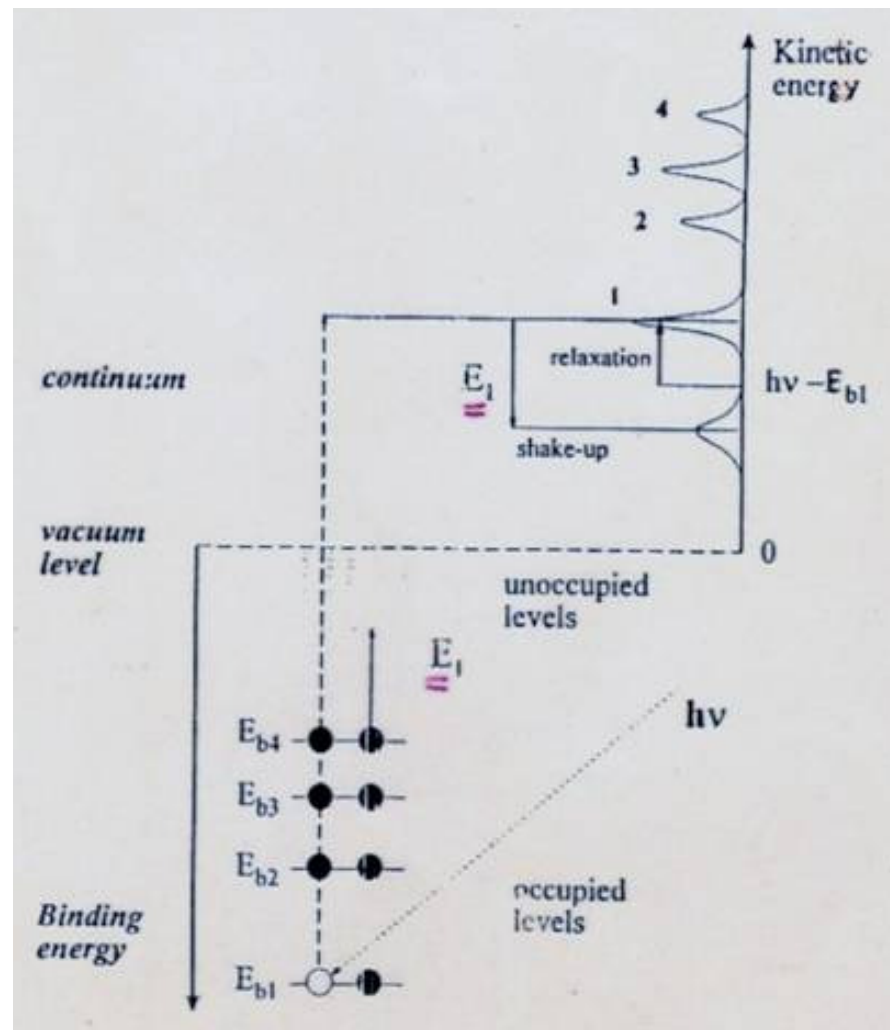 Kinetic
energy
4
3
2
1
relaxation
continuum
E1
hν – Eb1
shake-up
vacuum
level
0
unoccupied
levels
E1
hν
Eb4
Eb3
Eb2
occupied
levels
Binding
energy
Eb1